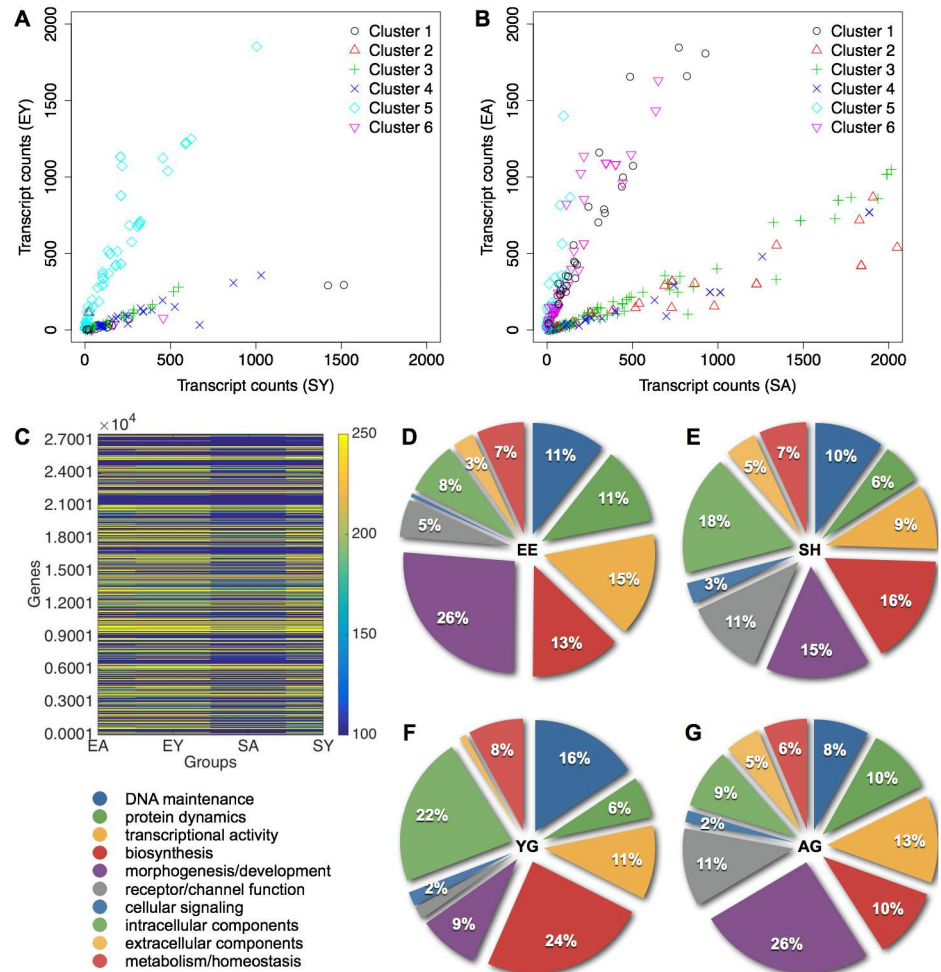 A
2000
1500
1000
500
0
Transcript counts (EY)
0 500 1000 1500 2000
Transcript counts (SY)
Cluster 1
Cluster 2
Cluster 3
Cluster 4
Cluster 5
Cluster 6
B
2000
1500
1000
500
0
Transcript counts (EA)
0 500 1000 1500 2000
Transcript counts (SA)
Cluster 1
Cluster 2
Cluster 3
Cluster 4
Cluster 5
Cluster 6
C
×10⁴
2.7001
2.4001
2.1001
1.8001
1.5001
1.2001
0.9001
0.6001
0.3001
0.0001
Genes
EA EY SA SY
Groups
250
200
150
100
D
EE
11%
11%
15%
13%
26%
5%
8%
3%
7%
E
SH
10%
6%
9%
16%
15%
11%
3%
18%
5%
7%
DNA maintenance
protein dynamics
transcriptional activity
biosynthesis
morphogenesis/development
receptor/channel function
cellular signaling
intracellular components
extracellular components
metabolism/homeostasis
F
YG
16%
6%
11%
24%
9%
2%
22%
8%
G
AG
8%
10%
13%
10%
26%
11%
2%
9%
5%
6%